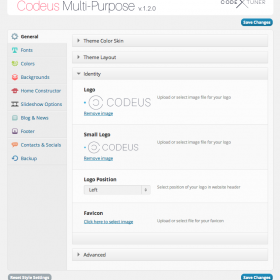 Codeus Multi-Purpose v 1.2.0
CODEX TUNER
Save Changes
General
Fonts
Colors
Backgrounds
Home Constructor
Slideshow Options
Blog & News
Footer
Contacts & Socials
Backup
Theme Color Skin
Theme Layout
Identity
Logo
CODEUS
Upload or select image file for your logo
Remove image
Small Logo
CODEUS
Upload or select image file for your logo
Remove image
Logo Position
Left
Select position of your logo in website header
Favicon
Click here to select image
Upload or select file for your favicon
Advanced
Reset Style Settings
Save Changes